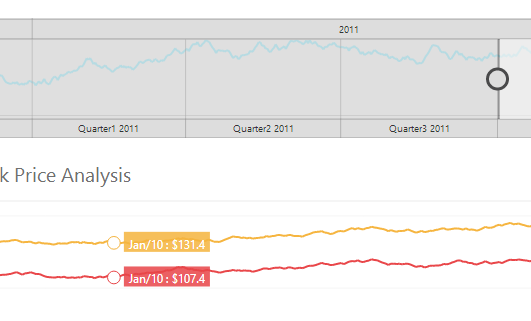 2011
Quarter1 2011
Quarter2 2011
Quarter3 2011
k Price Analysis
Jan/10 : $131.4
Jan/10 : $107.4